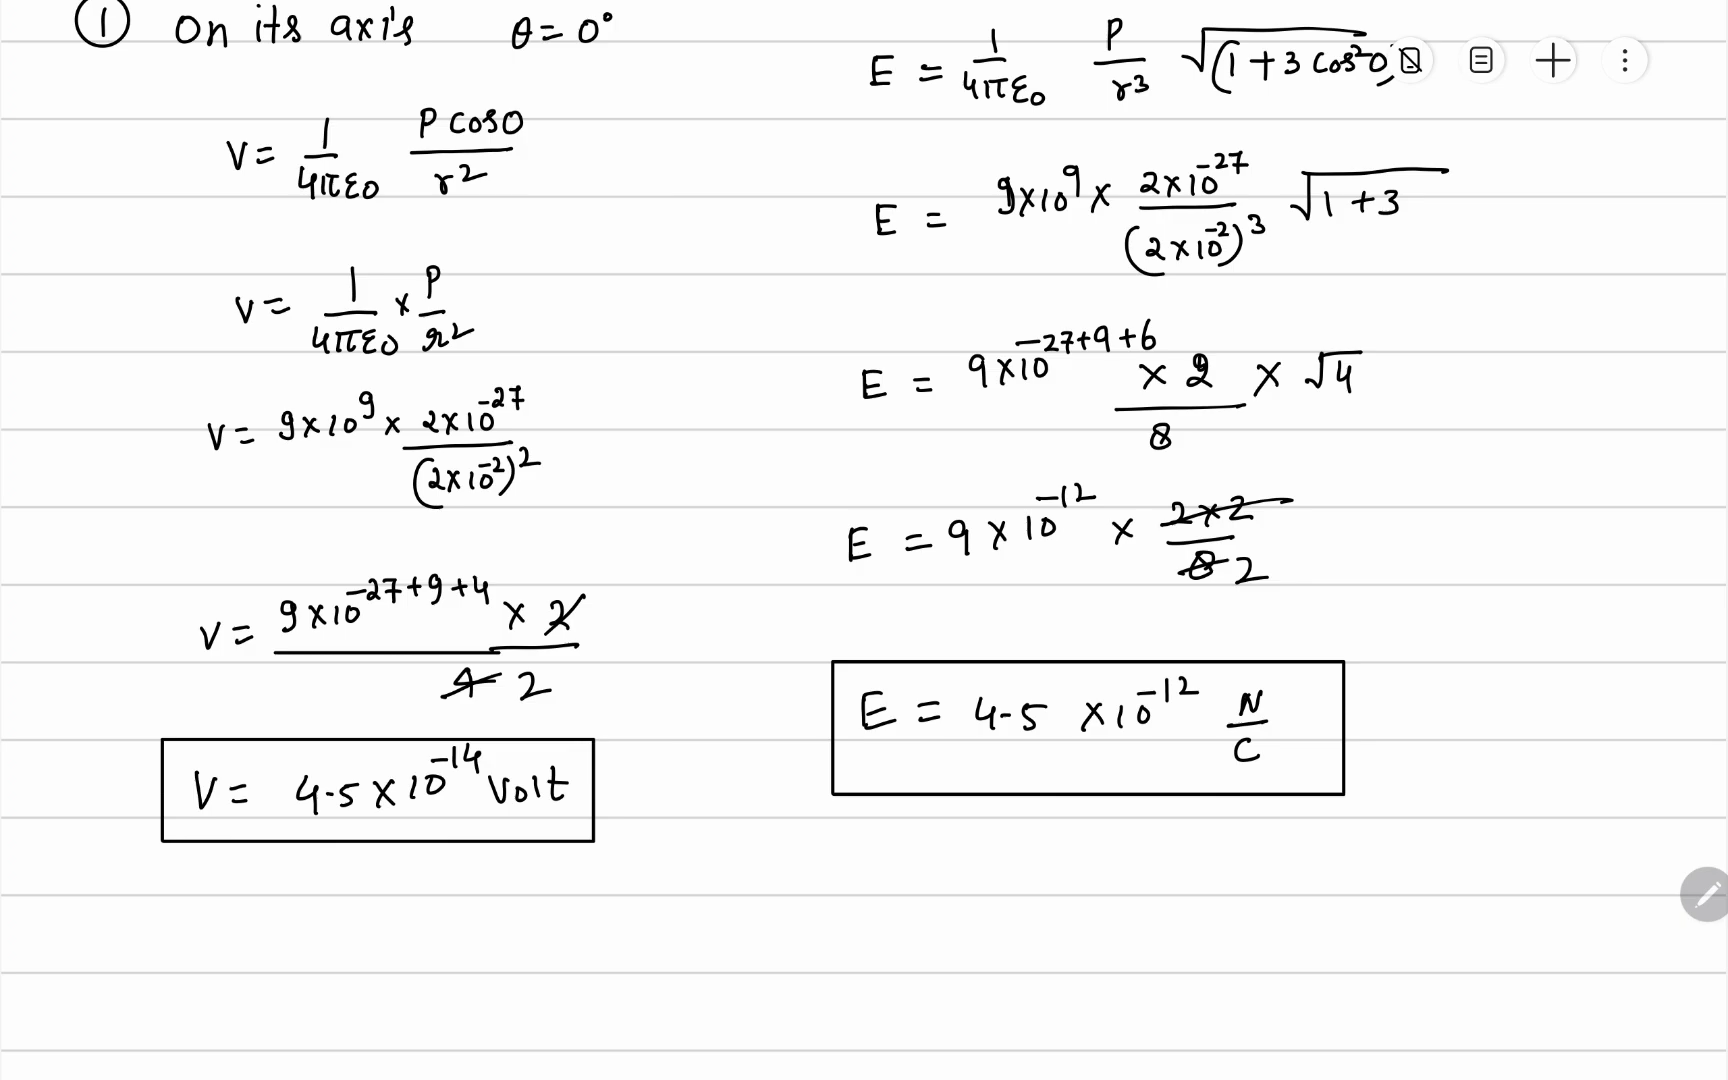 ① On its axis θ = 0°
V = 1/4πε0 P cos0/r²
V = 1/4πε0 × P/r²
V = 9×10⁹ × 2×10⁻²⁷/(2×10⁻²)²
V = 9×10⁻²⁷⁺⁹⁺⁴ × 2/4 2
V = 4.5×10⁻¹⁴ Volt
E = 1/4πε0 P/r³ √(1+3 cos²0)
E = 9×10⁹ × 2×10⁻²⁷/(2×10⁻²)³ √1+3
E = 9×10⁻²⁷⁺⁹⁺⁶ × 2/8 × √4
E = 9×10⁻¹² × 2×2/8 2
E = 4.5 ×10⁻¹² N/C